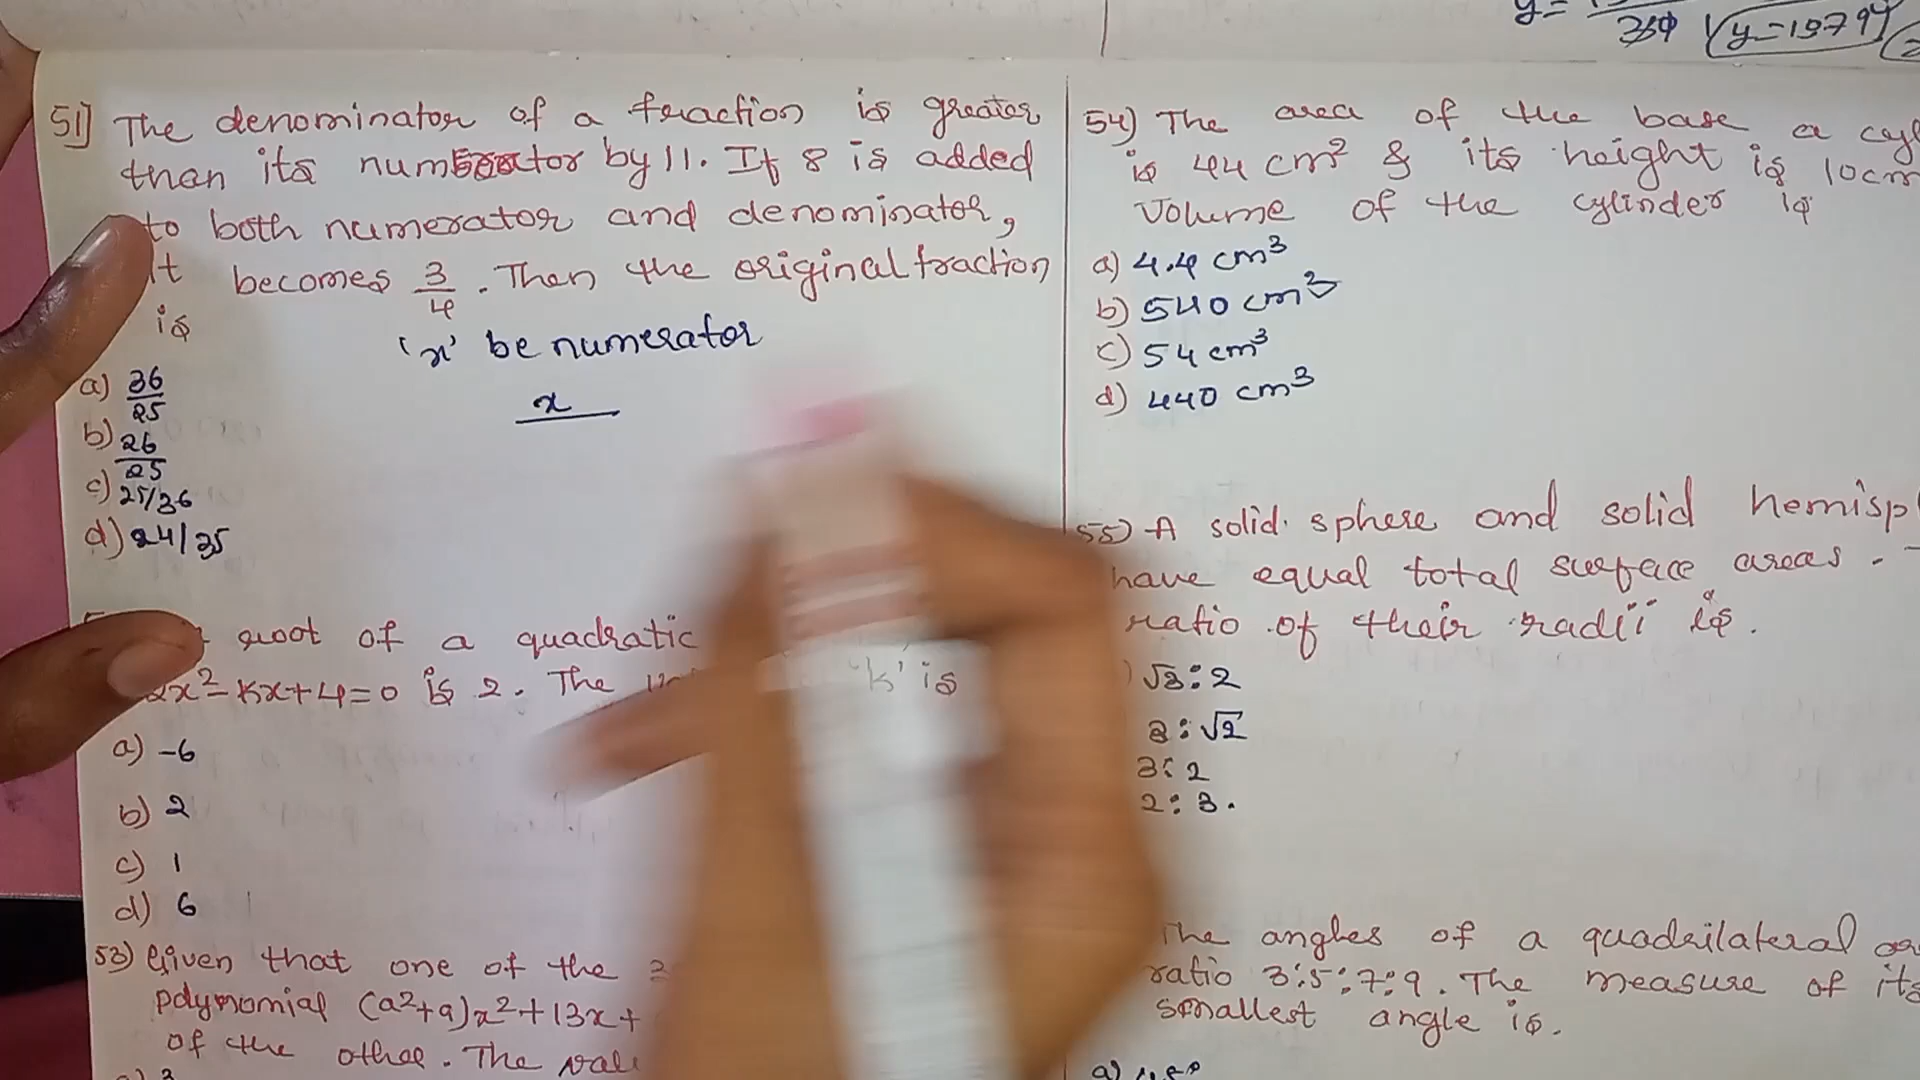 y=
350 y=15794
51] The denominator of a fraction is greater
than its numerator by 11. If 8 is added
to both numerator and denominator,
it becomes 3/4. Then the original fraction
is
'x' be numerator
x
a) 36/25
b) 26/25
c) 25/36
d) 24/35
root of a quadratic
2x²-kx+4=0 is 2. The 'k' is
a) -6
b) 2
c) 1
d) 6
53) Given that one of the
polynomial (a²+9)x²+13x+
of the other. The
54) The area of the base a
is 44 cm² & its height is 10cm
Volume of the cylinder is
a) 4.4 cm³
b) 540 cm³
c) 54 cm³
d) 440 cm³
55) A solid sphere and solid
have equal total surface areas.
ratio of their radii is.
√3:2
3:√2
3:2
2:3.
The angles of a quadrilateral
ratio 3:5:7:9. The measure of its
smallest angle is.
a)